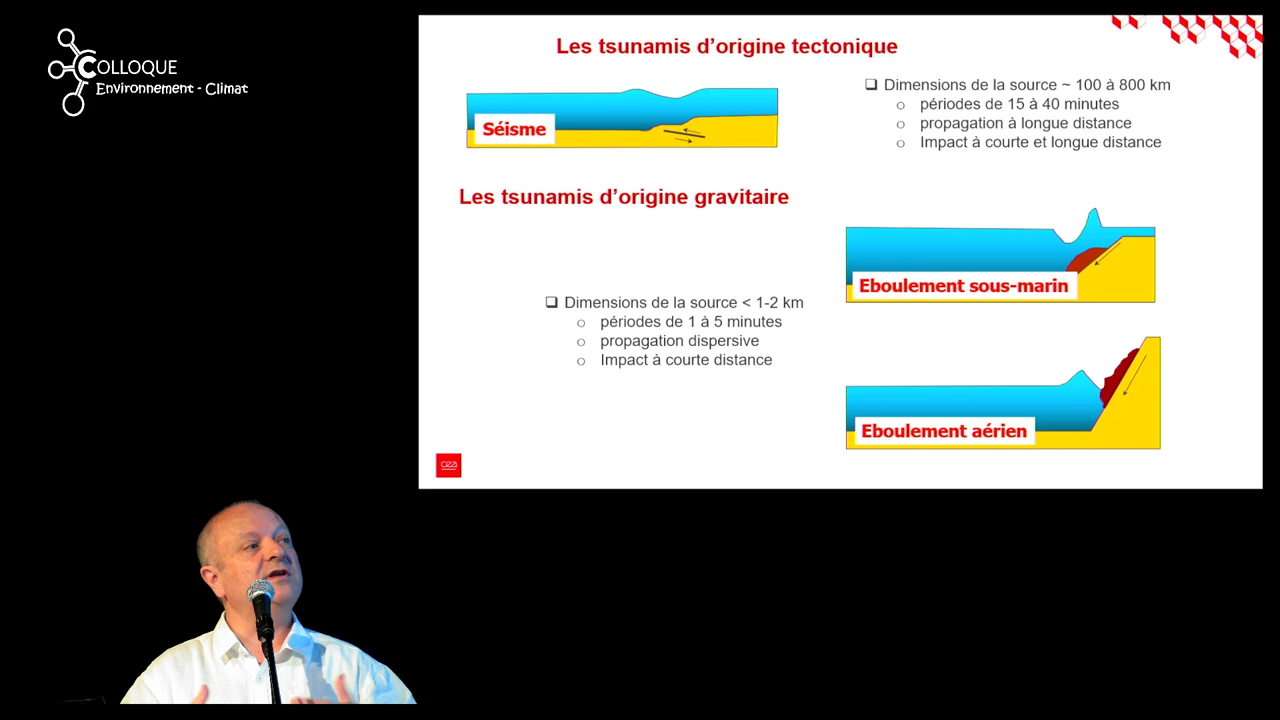 COLLOQUE
Environnement - Climat
Les tsunamis d'origine tectonique
Séisme
❑ Dimensions de la source ~ 100 à 800 km
o périodes de 15 à 40 minutes
o propagation à longue distance
o Impact à courte et longue distance
Les tsunamis d'origine gravitaire
Eboulement sous-marin
❑ Dimensions de la source < 1-2 km
o périodes de 1 à 5 minutes
o propagation dispersive
o Impact à courte distance
Eboulement aérien
cea